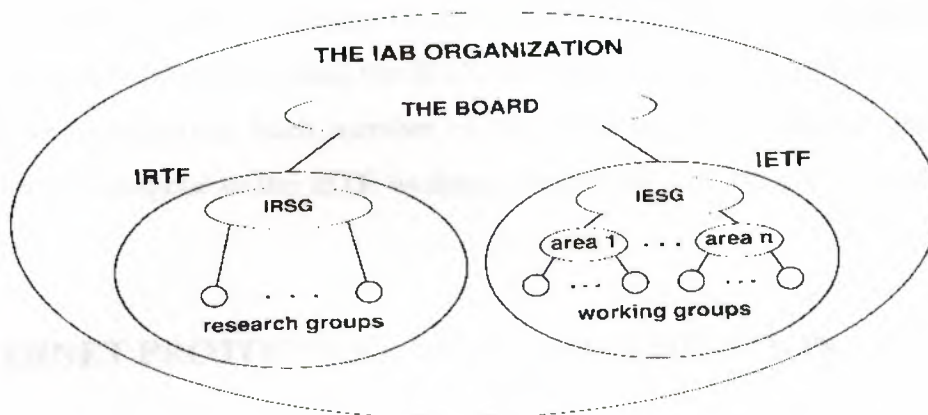 THE IAB ORGANIZATION
THE BOARD
IRTF
IETF
IRSG
IESG
area 1 . . . area n
. . . .
... ...
research groups
working groups